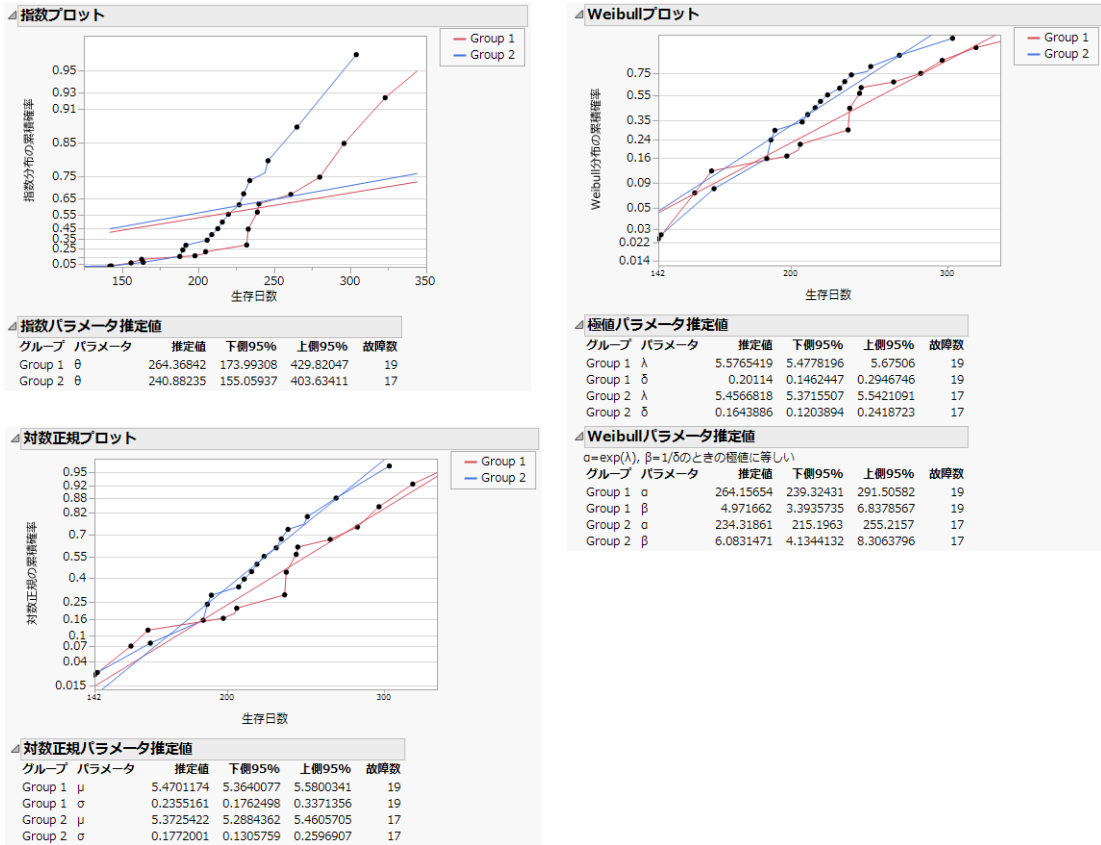 指数プロット
Group 1
Group 2
指数分布の累積確率
0.95
0.93
0.91
0.85
0.75
0.65
0.55
0.45
0.35
0.25
0.05
150
200
250
300
350
生存日数
指数パラメータ推定値
グループ パラメータ 推定値 下側95% 上側95% 故障数
Group 1 θ 264.36842 173.99308 429.82047 19
Group 2 θ 240.88235 155.05937 403.63411 17
Weibullプロット
Group 1
Group 2
Weibull分布の累積確率
0.75
0.55
0.35
0.24
0.16
0.09
0.05
0.03
0.022
0.014
142
200
300
生存日数
極値パラメータ推定値
グループ パラメータ 推定値 下側95% 上側95% 故障数
Group 1 λ 5.5765419 5.4778196 5.67506 19
Group 1 δ 0.20114 0.1462447 0.2946746 19
Group 2 λ 5.4566818 5.3715507 5.5421091 17
Group 2 δ 0.1643886 0.1203894 0.2418723 17
Weibullパラメータ推定値
α=exp(λ), β=1/δのときの極値に等しい
グループ パラメータ 推定値 下側95% 上側95% 故障数
Group 1 α 264.15654 239.32431 291.50582 19
Group 1 β 4.971662 3.3935735 6.8378567 19
Group 2 α 234.31861 215.1963 255.2157 17
Group 2 β 6.0831471 4.1344132 8.3063796 17
対数正規プロット
Group 1
Group 2
対数正規の累積確率
0.95
0.92
0.88
0.82
0.7
0.55
0.4
0.25
0.16
0.1
0.07
0.04
0.015
142
200
300
生存日数
対数正規パラメータ推定値
グループ パラメータ 推定値 下側95% 上側95% 故障数
Group 1 μ 5.4701174 5.3640077 5.5800341 19
Group 1 σ 0.2355161 0.1762498 0.3371356 19
Group 2 μ 5.3725422 5.2884362 5.4605705 17
Group 2 σ 0.1772001 0.1305759 0.2596907 17